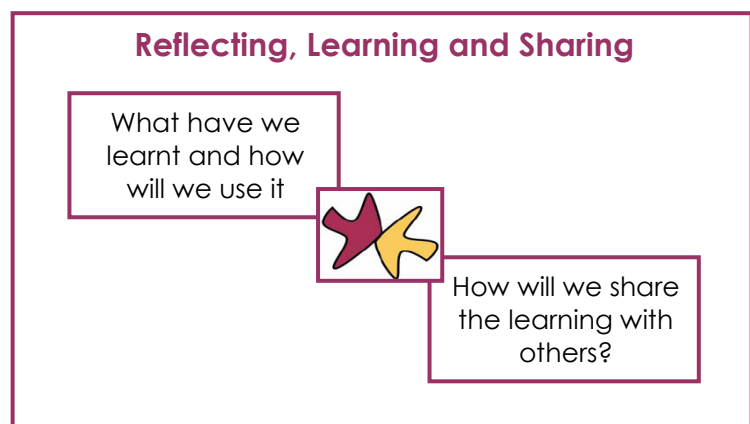 Reflecting, Learning and Sharing
What have we
learnt and how
will we use it
How will we share
the learning with
others?